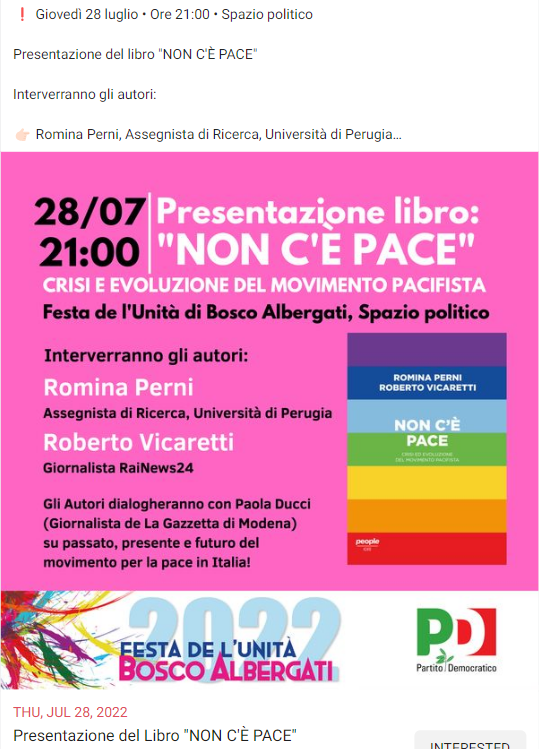 ❗ Giovedì 28 luglio • Ore 21:00 • Spazio politico
Presentazione del libro "NON C'È PACE"
Interverranno gli autori:
👉🏻 Romina Perni, Assegnista di Ricerca, Università di Perugia...
28/07
21:00
Presentazione libro:
"NON C'È PACE"
CRISI E EVOLUZIONE DEL MOVIMENTO PACIFISTA
Festa de l'Unità di Bosco Albergati, Spazio politico
Interverranno gli autori:
Romina Perni
Assegnista di Ricerca, Università di Perugia
Roberto Vicaretti
Giornalista RaiNews24
Gli Autori dialogheranno con Paola Ducci
(Giornalista de La Gazzetta di Modena)
su passato, presente e futuro del
movimento per la pace in Italia!
ROMINA PERNI
ROBERTO VICARETTI
NON C'È
PACE
CRISI ED EVOLUZIONE
DEL MOVIMENTO PACIFISTA
people
2022
FESTA DE L'UNITÀ
BOSCO ALBERGATI
PD
Partito Democratico
THU, JUL 28, 2022
Presentazione del Libro "NON C'È PACE"
INTERESTED